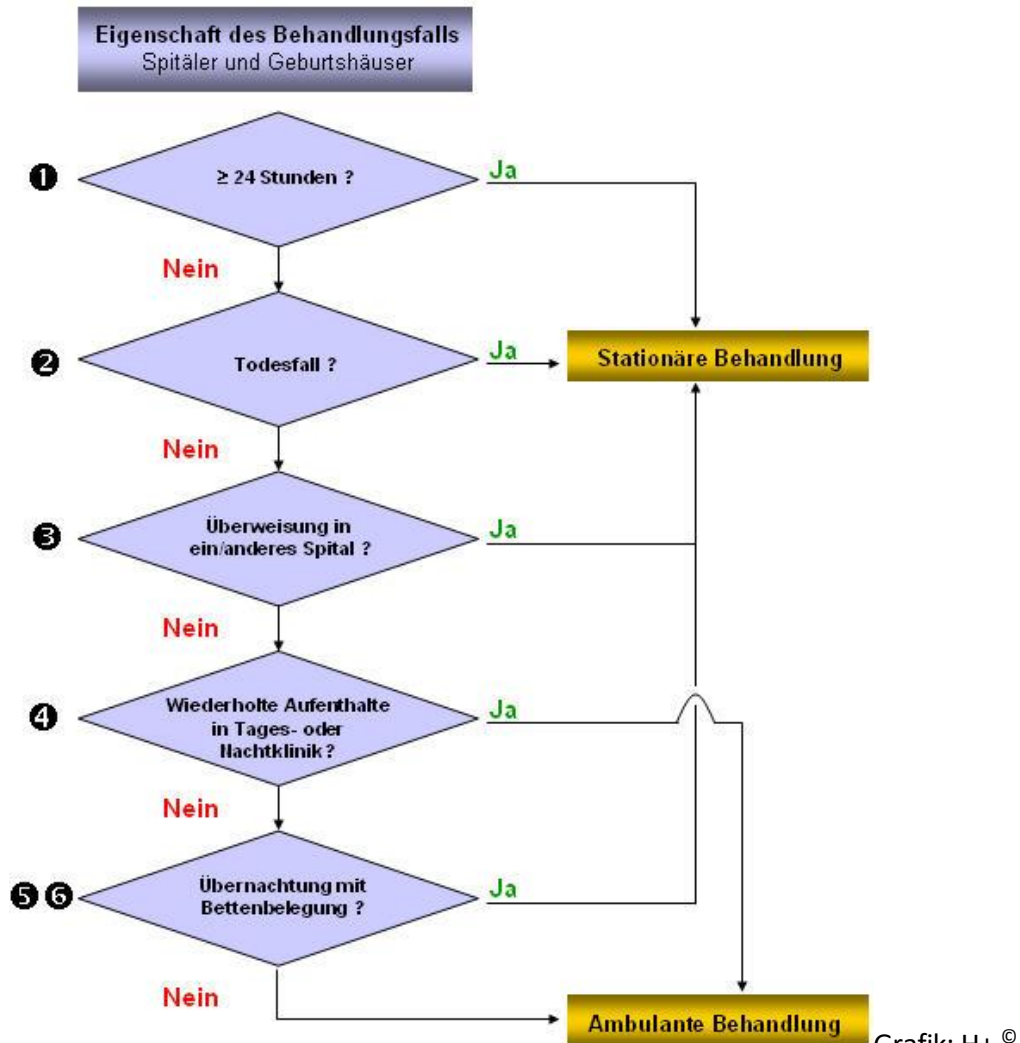 Eigenschaft des Behandlungsfalls
Spitäler und Geburtshäuser
❶
≥ 24 Stunden ?
Ja
Nein
❷
Todesfall ?
Ja
Stationäre Behandlung
Nein
❸
Überweisung in
ein/anderes Spital ?
Ja
Nein
❹
Wiederholte Aufenthalte
in Tages- oder
Nachtklinik?
Ja
Nein
❺ ❻
Übernachtung mit
Bettenbelegung ?
Ja
Nein
Ambulante Behandlung
Grafik: H+ ©